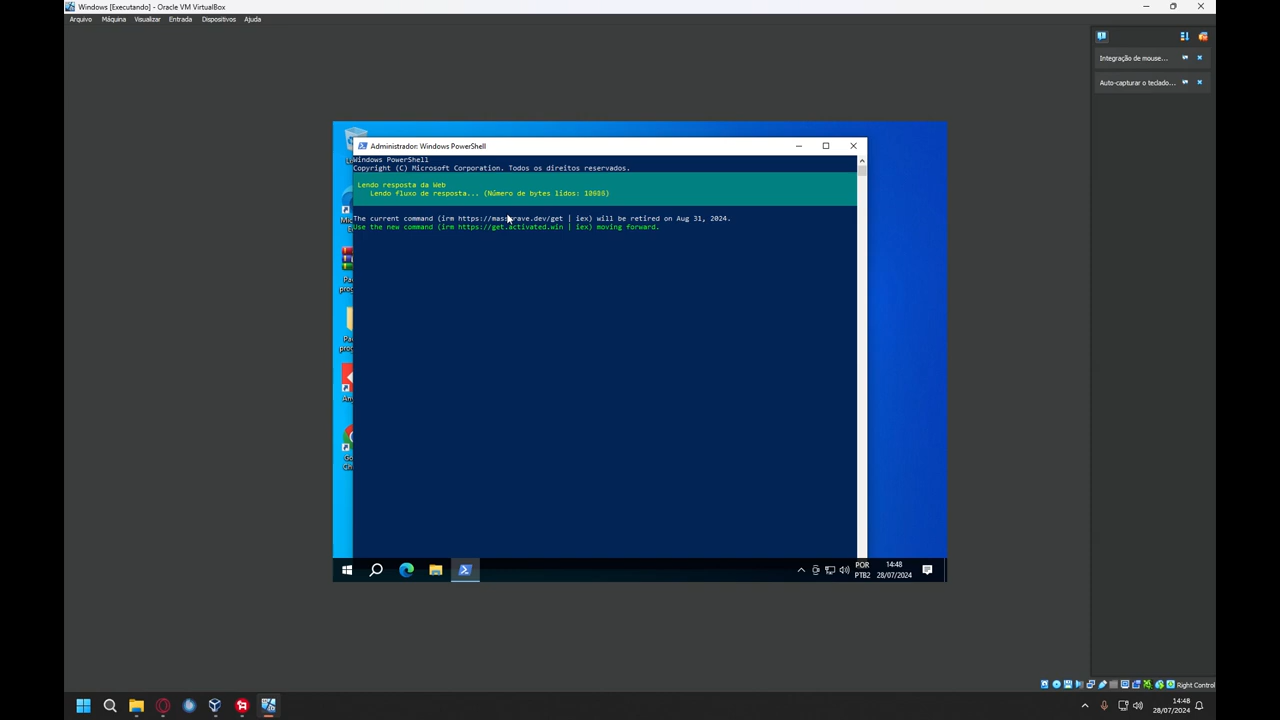 Windows [Executando] - Oracle VM VirtualBox
Arquivo Máquina Visualizar Entrada Dispositivos Ajuda
Integração de mouse...
Auto-capturar o teclado...
Administrador: Windows PowerShell
Windows PowerShell
Copyright (C) Microsoft Corporation. Todos os direitos reservados.
Lendo resposta da Web
Lendo fluxo de resposta... (Número de bytes lidos: 10605)
The current command (irm https://massgrave.dev/get | iex) will be retired on Aug 31, 2024.
Use the new command (irm https://get.activated.win | iex) moving forward.
POR
PTB2
14:48
28/07/2024
Right Control
14:48
28/07/2024